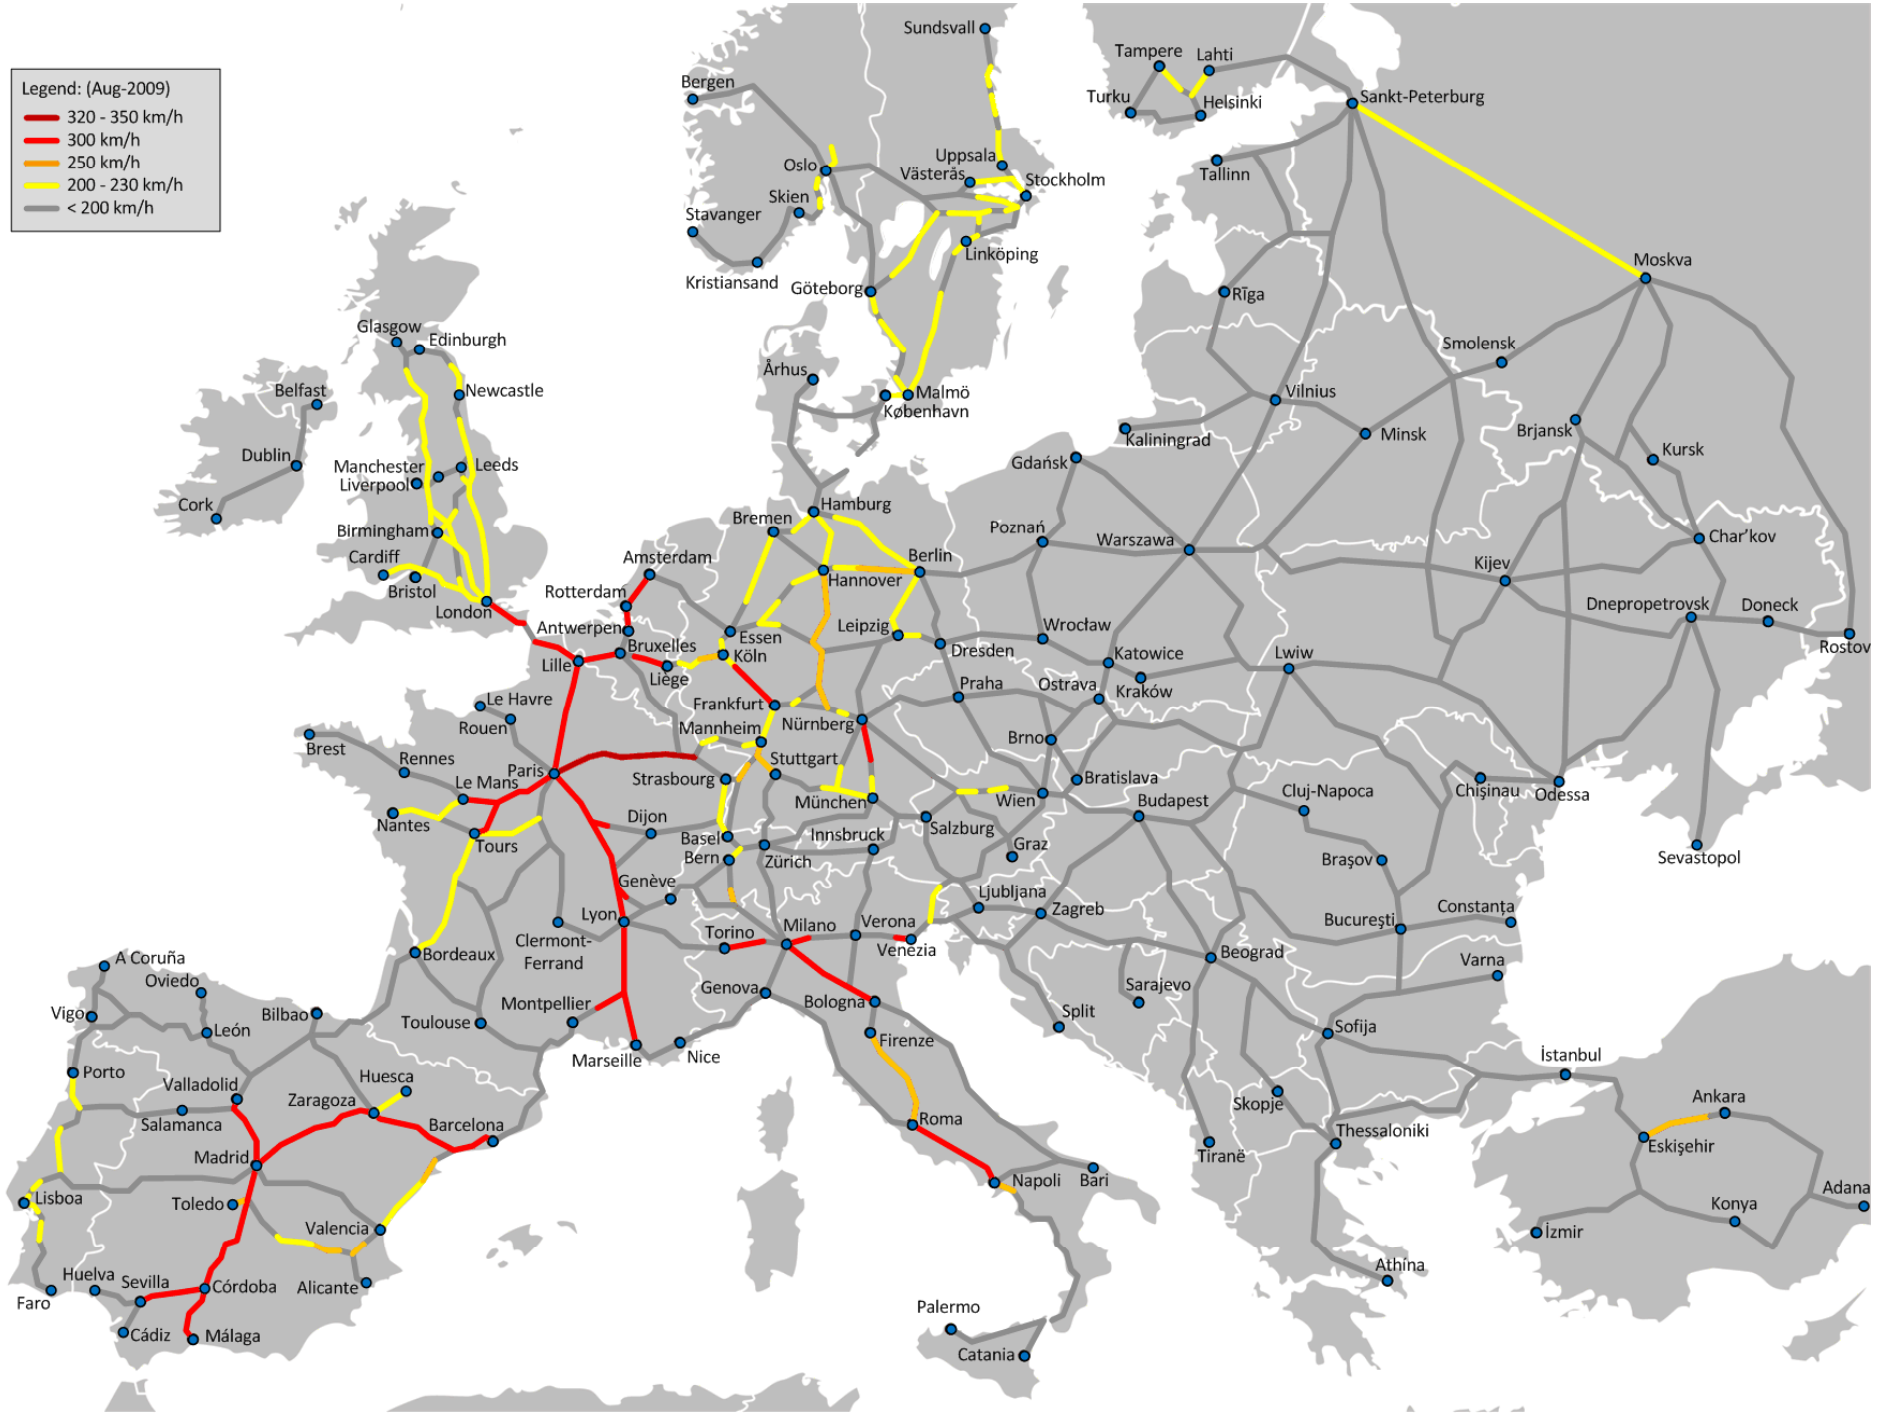 Sundsvall
Tampere
Lahti
Bergen
Legend: (Aug-2009)
320 - 350 km/h
300 km/h
250 km/h
200 - 230 km/h
< 200 km/h
Turku
Helsinki
Sankt-Peterburg
Oslo
Uppsala
Västerås
Stockholm
Tallinn
Skien
Stavanger
Linköping
Kristiansand
Göteborg
Moskva
Rīga
Glasgow
Edinburgh
Smolensk
Århus
Belfast
Newcastle
Malmö
København
Vilnius
Kaliningrad
Minsk
Brjansk
Kursk
Dublin
Manchester
Leeds
Liverpool
Gdańsk
Cork
Hamburg
Bremen
Birmingham
Poznań
Warszawa
Char'kov
Cardiff
Amsterdam
Berlin
Hannover
Kijev
Bristol
Rotterdam
London
Dnepropetrovsk
Doneck
Antwerpen
Essen
Leipzig
Wrocław
Rostov
Bruxelles
Köln
Dresden
Katowice
Lille
Liège
Lwiw
Praha
Ostrava
Kraków
Le Havre
Frankfurt
Rouen
Mannheim
Nürnberg
Brest
Brno
Rennes
Stuttgart
Paris
Strasbourg
Bratislava
Le Mans
Chişinau
Odessa
Cluj-Napoca
München
Wien
Budapest
Nantes
Dijon
Salzburg
Tours
Basel
Innsbruck
Bern
Zürich
Graz
Braşov
Sevastopol
Genève
Ljubljana
Zagreb
Lyon
Constanța
Bucureşti
Milano
Verona
Torino
Venezia
Clermont-
Ferrand
Bordeaux
Beograd
A Coruña
Varna
Oviedo
Sarajevo
Genova
Bologna
Montpellier
Vigo
Bilbao
Split
León
Toulouse
Sofija
Firenze
Marseille
Nice
İstanbul
Porto
Huesca
Valladolid
Zaragoza
Skopje
Ankara
Salamanca
Barcelona
Roma
Thessaloniki
Eskişehir
Madrid
Tiranë
Napoli
Bari
Lisboa
Toledo
Adana
Konya
Valencia
İzmir
Huelva
Sevilla
Córdoba
Alicante
Athína
Faro
Palermo
Cádiz
Málaga
Catania